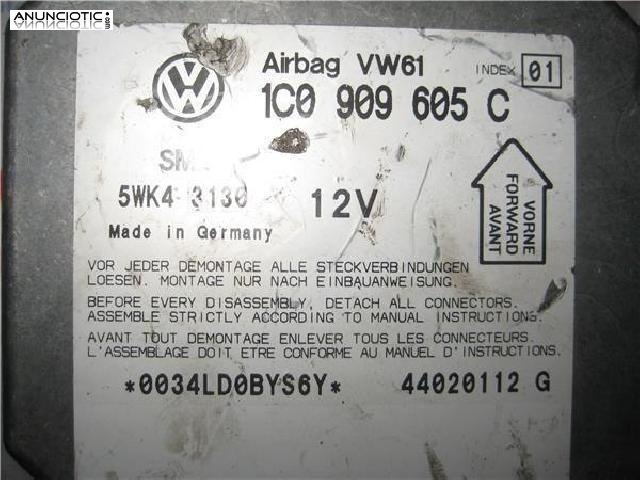 ANUNCIOTIC.com
Airbag VW61 INDEX 01
1C0 909 605 C
5WK4 3130 12V
Made in Germany
VORNE
FORWARD
AVANT
VOR JEDER DEMONTAGE ALLE STECKVERBINDUNGEN
LOESEN. MONTAGE NUR NACH EINBAUANWEISUNG.
BEFORE EVERY DISASSEMBLY, DETACH ALL CONNECTORS.
ASSEMBLE STRICTLY ACCORDING TO MANUAL INSTRUCTIONS.
AVANT TOUT DEMONTAGE ENLEVER TOUS LES CONNECTEURS.
L'ASSEMBLAGE DOIT ETRE CONFORME AU MANUEL D'INSTRUCTIONS.
*0034LD0BYS6Y* 44020112 G